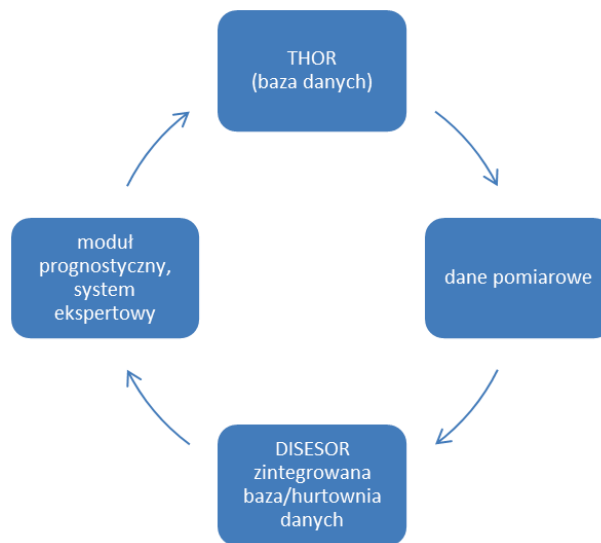 THOR
(baza danych)
moduł
prognostyczny,
system
ekspertowy
dane pomiarowe
DISESOR
zintegrowana
baza/hurtownia
danych